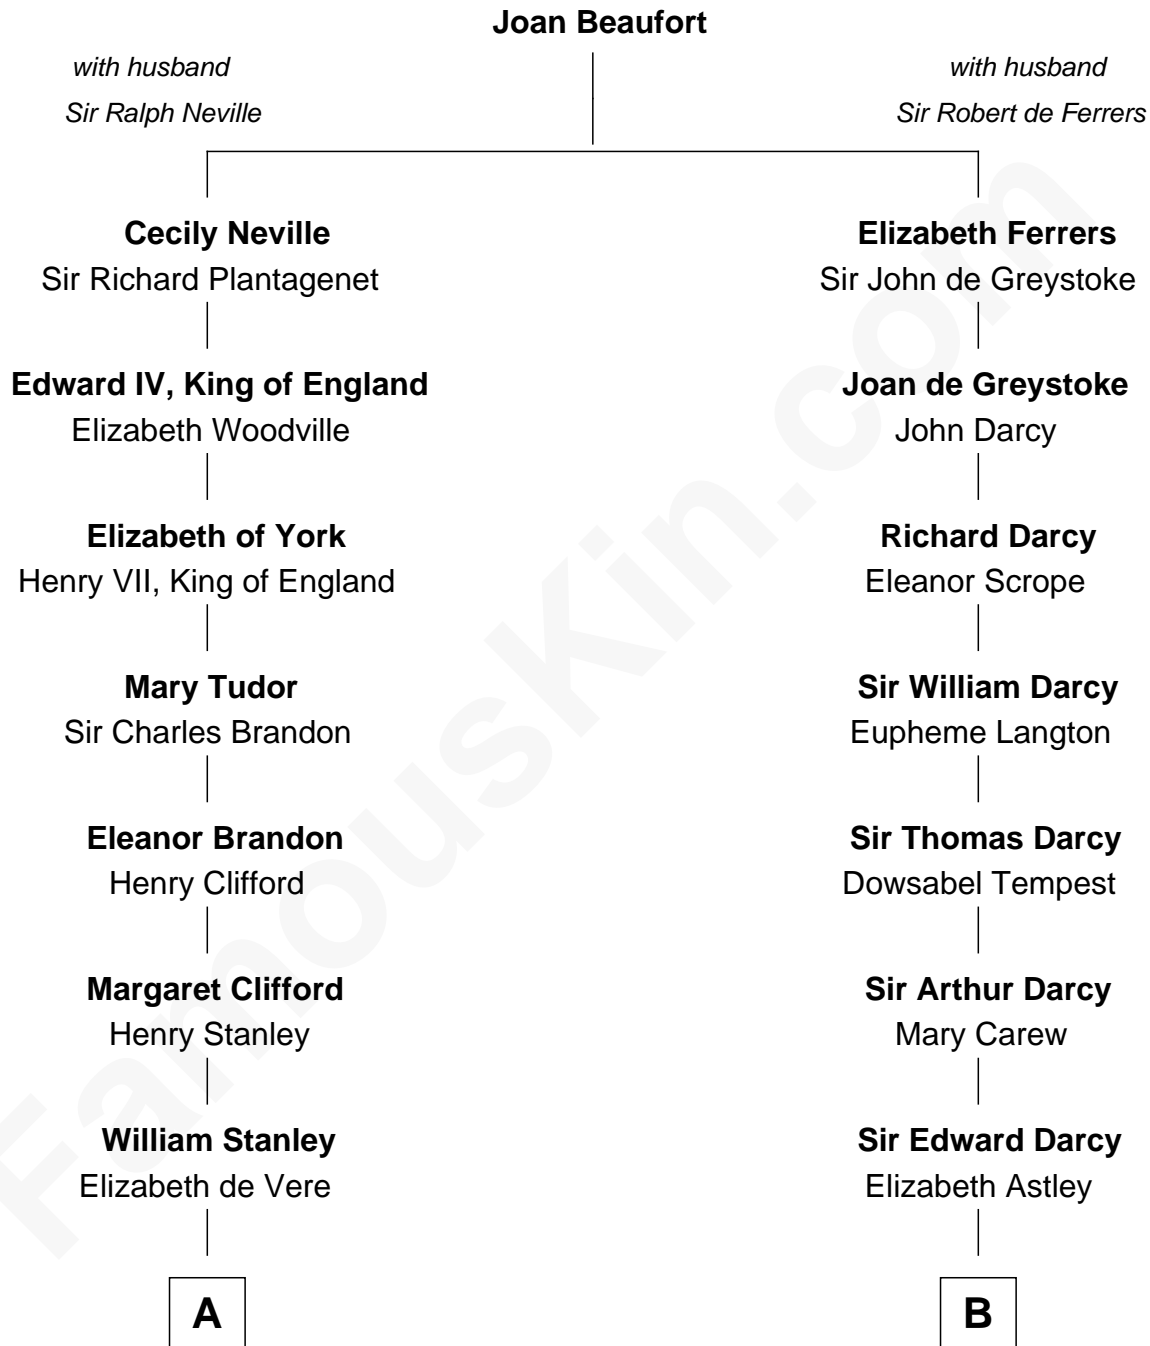 Joan Beaufort
with husband
Sir Ralph Neville
with husband
Sir Robert de Ferrers
Cecily Neville
Sir Richard Plantagenet
Elizabeth Ferrers
Sir John de Greystoke
Edward IV, King of England
Elizabeth Woodville
Joan de Greystoke
John Darcy
Elizabeth of York
Henry VII, King of England
Richard Darcy
Eleanor Scrope
Mary Tudor
Sir Charles Brandon
Sir William Darcy
Eupheme Langton
Eleanor Brandon
Henry Clifford
Sir Thomas Darcy
Dowsabel Tempest
Margaret Clifford
Henry Stanley
Sir Arthur Darcy
Mary Carew
William Stanley
Elizabeth de Vere
Sir Edward Darcy
Elizabeth Astley
A
B
FamousKin.com